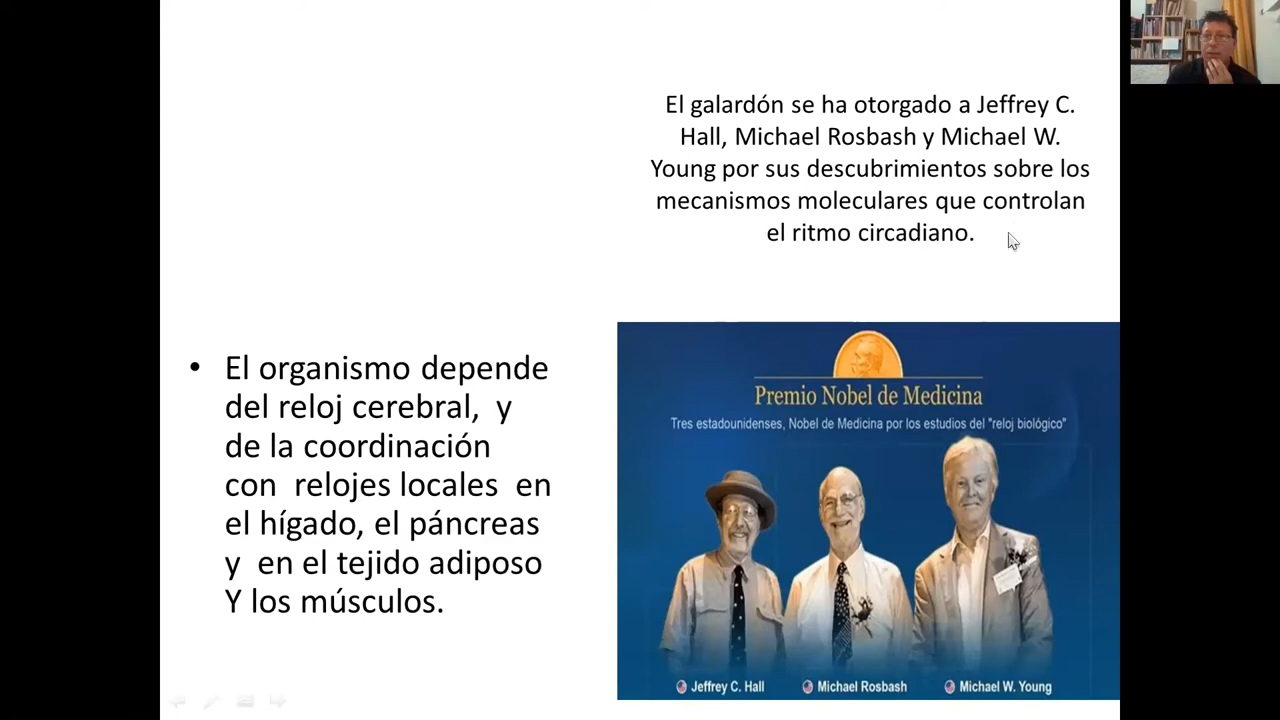 El galardón se ha otorgado a Jeffrey C.
Hall, Michael Rosbash y Michael W.
Young por sus descubrimientos sobre los
mecanismos moleculares que controlan
el ritmo circadiano.
• El organismo depende
del reloj cerebral, y
de la coordinación
con relojes locales en
el hígado, el páncreas
y en el tejido adiposo
Y los músculos.
Premio Nobel de Medicina
Tres estadounidenses, Nobel de Medicina por los estudios del "reloj biológico"
Jeffrey C. Hall
Michael Rosbash
Michael W. Young